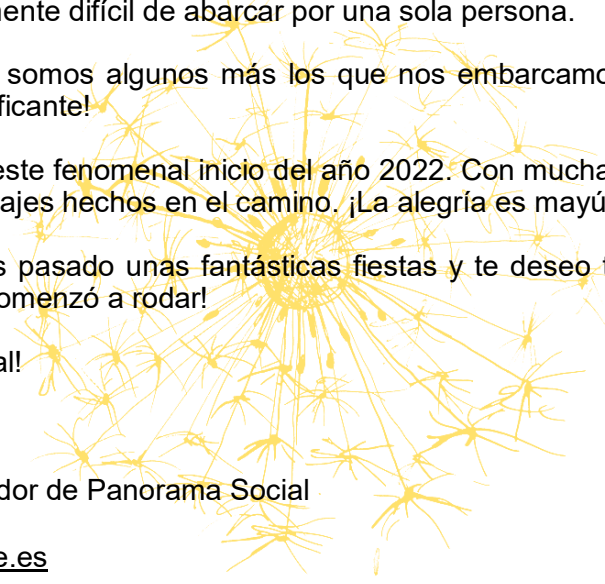 mente difícil de abarcar por una sola persona.
somos algunos más los que nos embarcamo
ficante!
este fenomenal inicio del año 2022. Con mucha
ajes hechos en el camino. ¡La alegría es mayú
s pasado unas fantásticas fiestas y te deseo t
omenzó a rodar!
al!
dor de Panorama Social
e.es